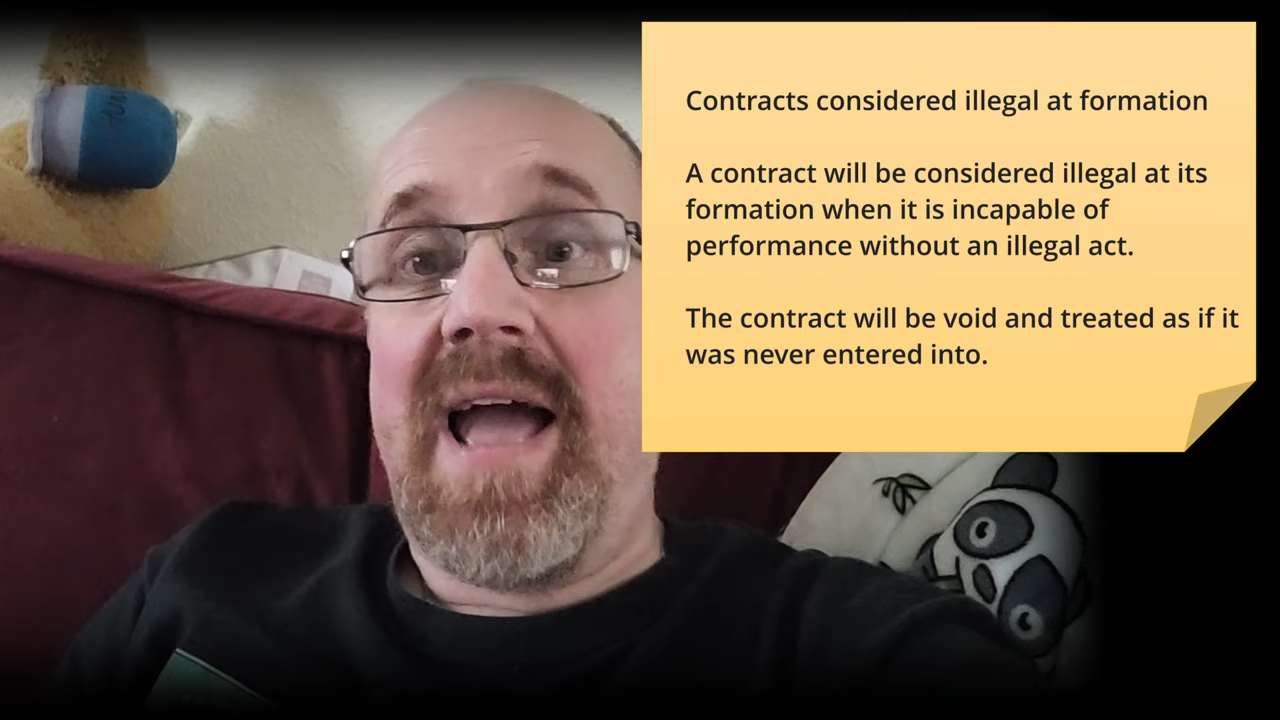 Contracts considered illegal at formation
A contract will be considered illegal at its
formation when it is incapable of
performance without an illegal act.
The contract will be void and treated as if it
was never entered into.